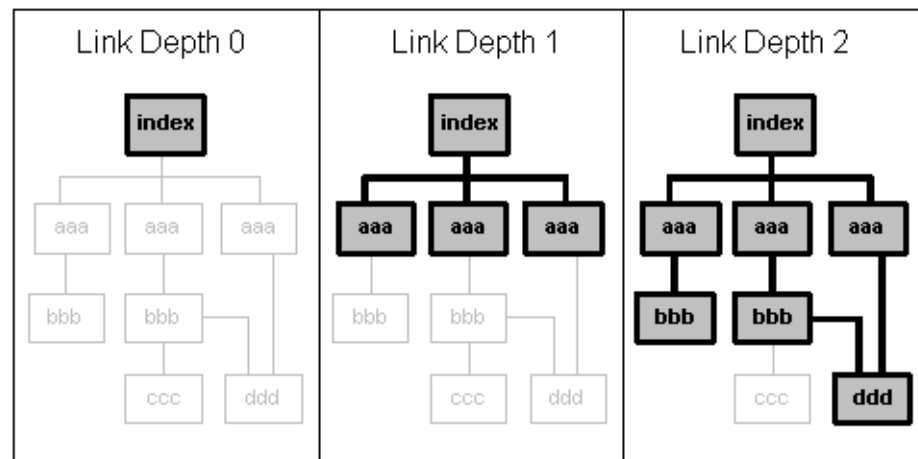 Link Depth 0
index
aaa aaa aaa
bbb bbb
ccc ddd
Link Depth 1
index
aaa aaa aaa
bbb bbb
ccc ddd
Link Depth 2
index
aaa aaa aaa
bbb bbb
ccc ddd